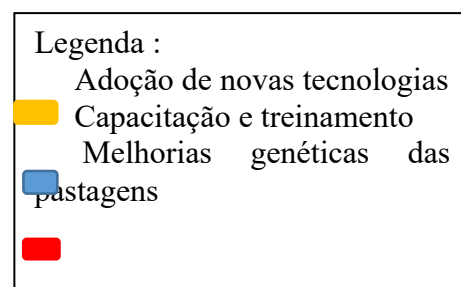 Legenda :
Adoção de novas tecnologias
Capacitação e treinamento
Melhorias genéticas das
pastagens